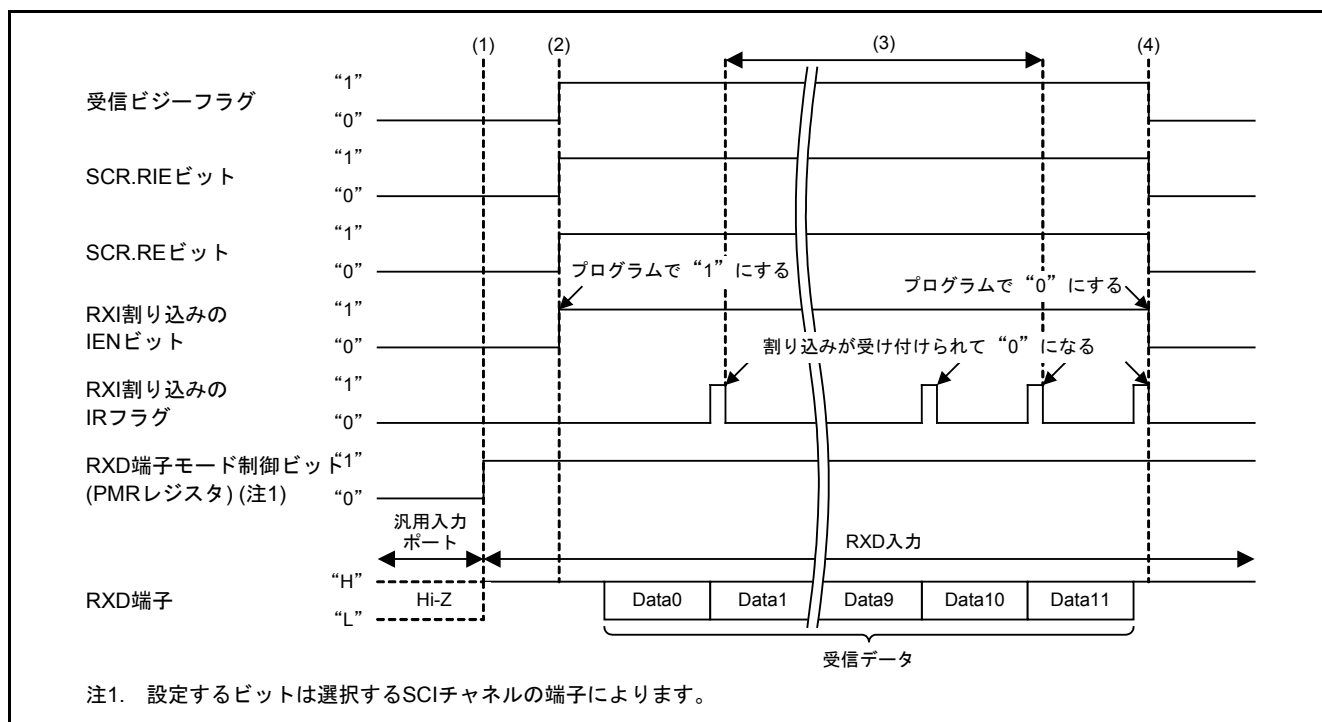 (1) (2) (3) (4)
受信ビジーフラグ
“1”
“0”
SCR.RIEビット
“1”
“0”
SCR.REビット
“1”
“0”
プログラムで“1”にする
プログラムで“0”にする
RXI割り込みの
IENビット
“1”
“0”
割り込みが受け付けられて“0”になる
RXI割り込みの
IRフラグ
“1”
“0”
RXD端子モード制御ビット
(PMRレジスタ) (注1)
“1”
“0”
汎用入力
ポート
RXD入力
RXD端子
“H”
“L”
Hi-Z
Data0 Data1 Data9 Data10 Data11
受信データ
注1. 設定するビットは選択するSCIチャネルの端子によります。